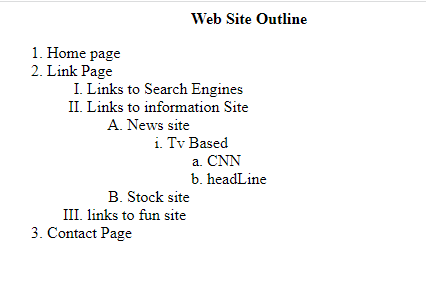 Web Site Outline
1. Home page
2. Link Page
I. Links to Search Engines
II. Links to information Site
A. News site
i. Tv Based
a. CNN
b. headLine
B. Stock site
III. links to fun site
3. Contact Page